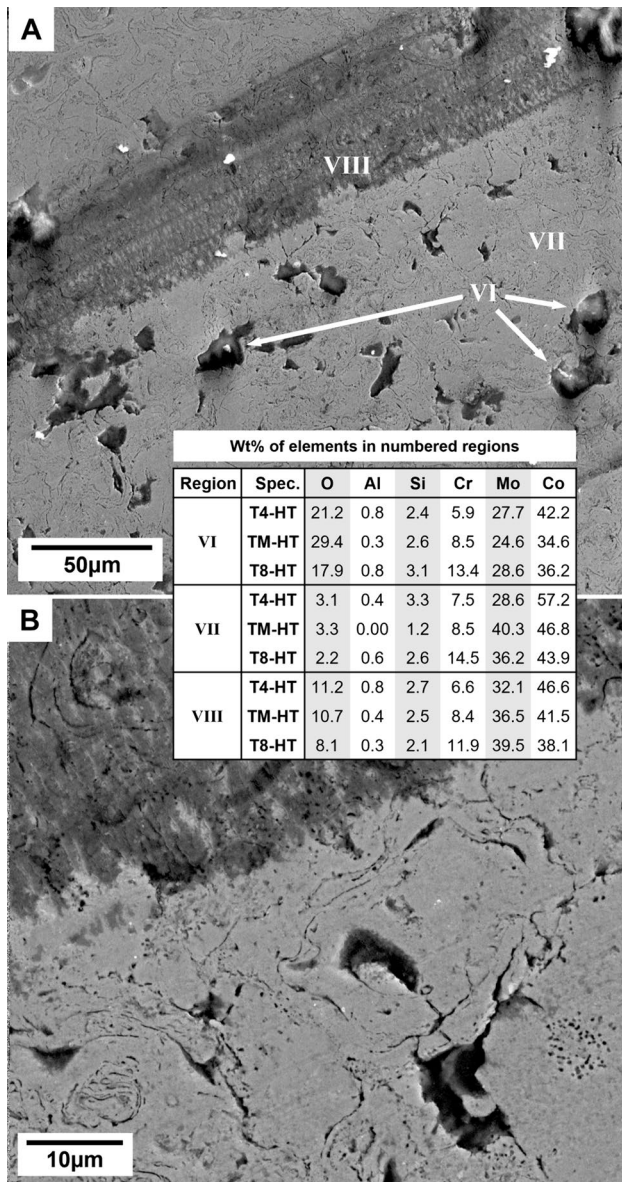 A
VIII
VII
VI
Wt% of elements in numbered regions
Region Spec. O Al Si Cr Mo Co
VI T4-HT 21.2 0.8 2.4 5.9 27.7 42.2
TM-HT 29.4 0.3 2.6 8.5 24.6 34.6
T8-HT 17.9 0.8 3.1 13.4 28.6 36.2
VII T4-HT 3.1 0.4 3.3 7.5 28.6 57.2
TM-HT 3.3 0.00 1.2 8.5 40.3 46.8
T8-HT 2.2 0.6 2.6 14.5 36.2 43.9
VIII T4-HT 11.2 0.8 2.7 6.6 32.1 46.6
TM-HT 10.7 0.4 2.5 8.4 36.5 41.5
T8-HT 8.1 0.3 2.1 11.9 39.5 38.1
50µm
B
10µm